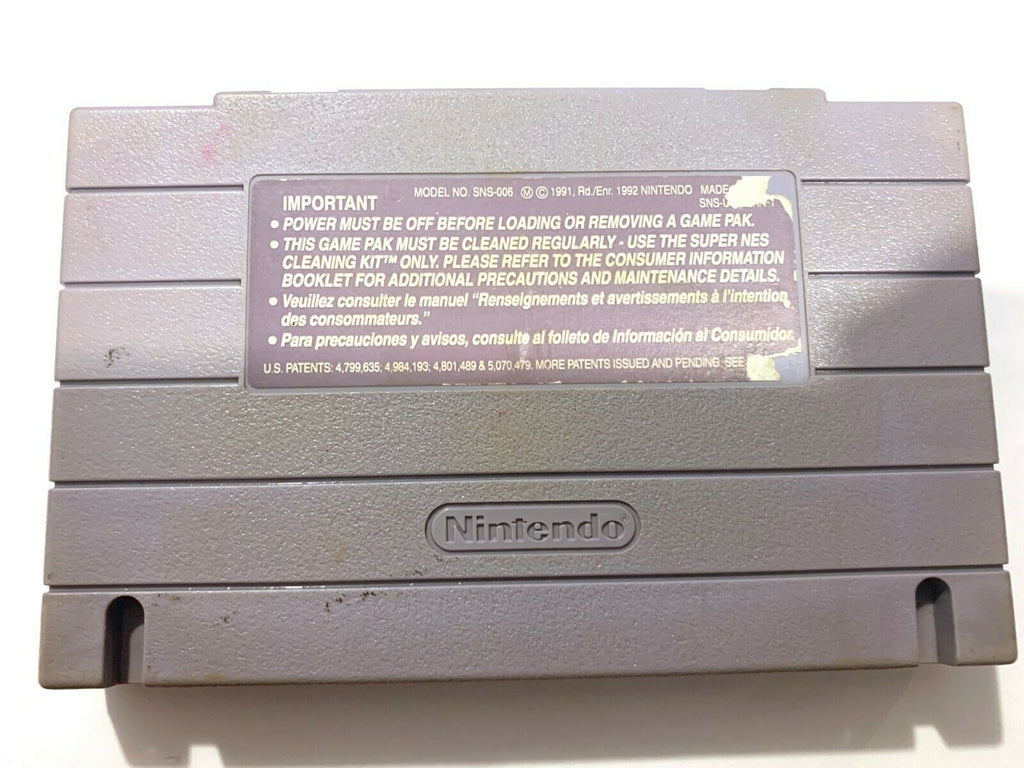 IMPORTANT
MODEL NO. SNS-006 Ⓜ © 1991, Rd./Enr. 1992 NINTENDO MADE
• POWER MUST BE OFF BEFORE LOADING OR REMOVING A GAME PAK.
• THIS GAME PAK MUST BE CLEANED REGULARLY - USE THE SUPER NES
CLEANING KIT™ ONLY. PLEASE REFER TO THE CONSUMER INFORMATION
BOOKLET FOR ADDITIONAL PRECAUTIONS AND MAINTENANCE DETAILS.
• Veuillez consulter le manuel “Renseignements et avertissements à l'intention
des consommateurs.”
• Para precauciones y avisos, consulte al folleto de Información al Consumidor.
U.S. PATENTS: 4,799,635; 4,984,193; 4,801,489 & 5,070,479. MORE PATENTS ISSUED AND PENDING. SEE
Nintendo